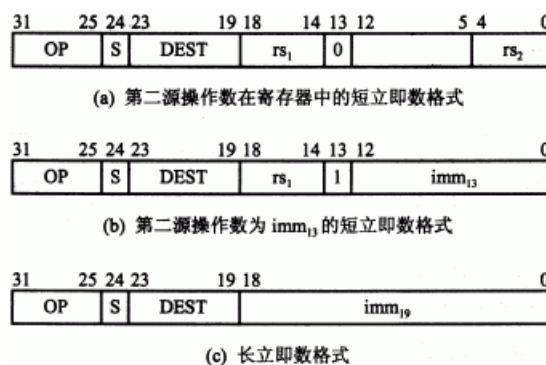 31 25 24 23 19 18 14 13 12 5 4 0
OP S DEST rs₁ 0 rs₂
(a) 第二源操作数在寄存器中的短立即数格式
31 25 24 23 19 18 14 13 12 0
OP S DEST rs₁ 1 imm₁₃
(b) 第二源操作数为 imm₁₃ 的短立即数格式
31 25 24 23 19 18 0
OP S DEST imm₁₉
(c) 长立即数格式